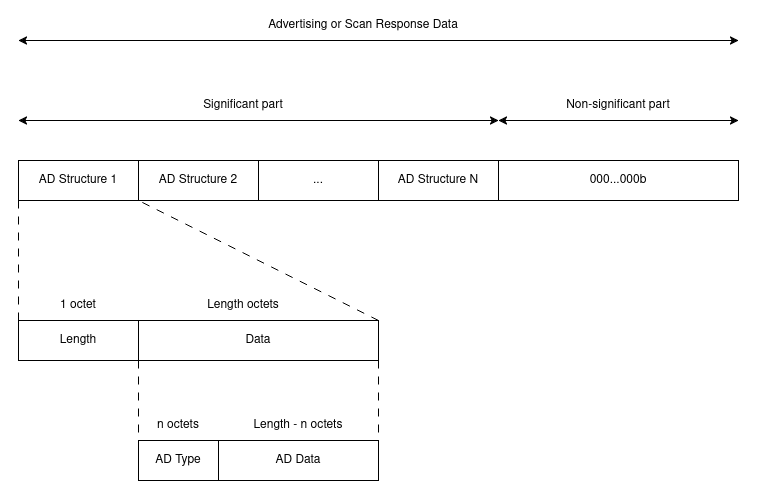 Advertising or Scan Response Data
Significant part
Non-significant part
AD Structure 1
AD Structure 2
...
AD Structure N
000...000b
1 octet
Length octets
Length
Data
n octets
Length - n octets
AD Type
AD Data